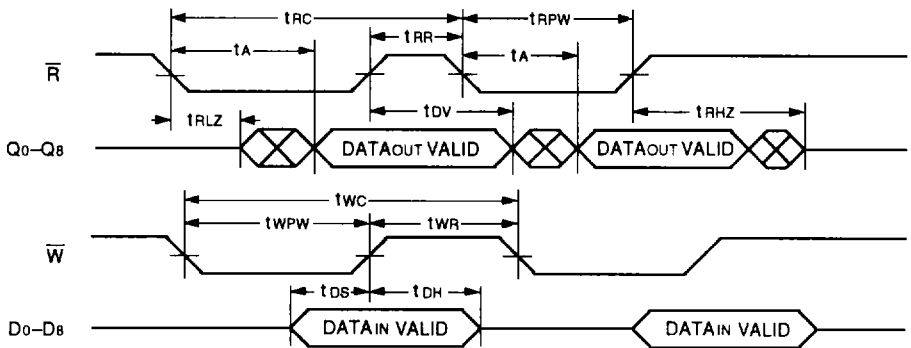 tRC tRPW
tA tRR tA
R
tRLZ tDV tRHZ
Q0–Q8 DATAOUT VALID DATAOUT VALID
tWC
tWPW tWR
W
tDS tDH
D0–D8 DATAIN VALID DATAIN VALID